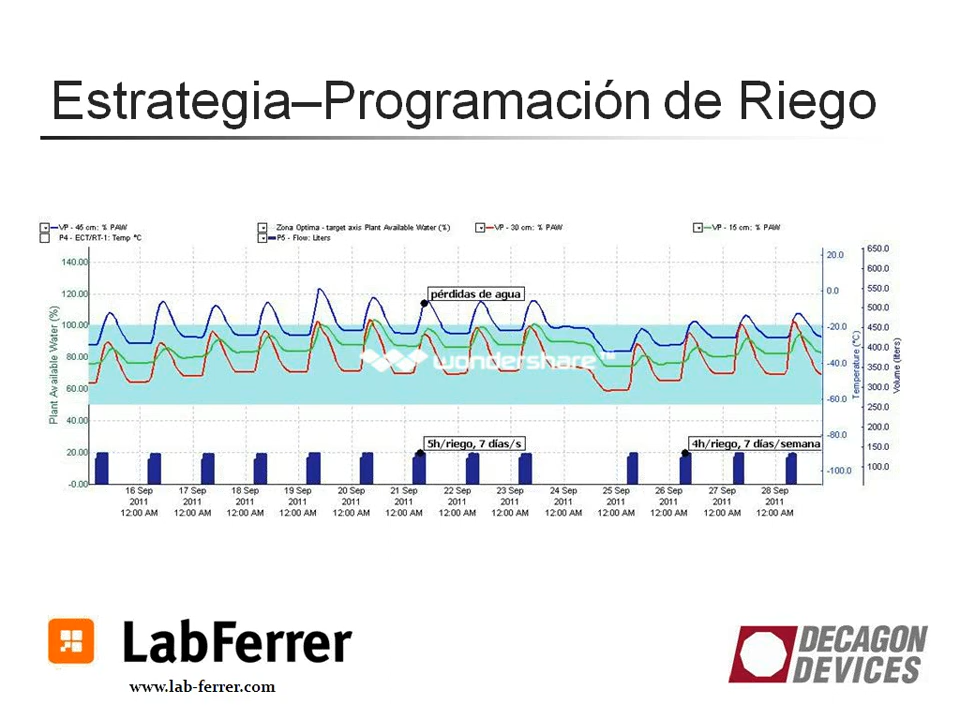 Estrategia–Programación de Riego
VP - 45 cm: % PAW
Zona Optima - target axis Plant Available Water (%)
VP - 30 cm: % PAW
VP - 15 cm: % PAW
P4 - ECT/RT-1: Temp °C
P5 - Flow: Liters
Plant Available Water (%)
140.00
120.00
100.00
80.00
60.00
40.00
20.00
-0.00
pérdidas de agua
wondershare™
5h/riego, 7 días/s
4h/riego, 7 días/semana
20.0
0.0
-20.0
-40.0
-60.0
-80.0
-100.0
Temperature (°C)
650.0
600.0
550.0
500.0
450.0
400.0
350.0
300.0
250.0
200.0
150.0
100.0
Volume (liters)
16 Sep 17 Sep 18 Sep 19 Sep 20 Sep 21 Sep 22 Sep 23 Sep 24 Sep 25 Sep 26 Sep 27 Sep 28 Sep
2011 2011 2011 2011 2011 2011 2011 2011 2011 2011 2011 2011 2011
12:00 AM 12:00 AM 12:00 AM 12:00 AM 12:00 AM 12:00 AM 12:00 AM 12:00 AM 12:00 AM 12:00 AM 12:00 AM 12:00 AM 12:00 AM
LabFerrer
www.lab-ferrer.com
DECAGON
DEVICES